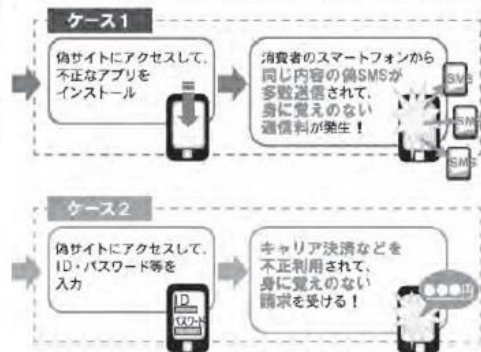 ケース1
偽サイトにアクセスして、
不正なアプリを
インストール
消費者のスマートフォンから
同じ内容の偽SMSが
多数送信されて、
身に覚えのない
通信料が発生！
SMS
SMS
SMS
ケース2
偽サイトにアクセスして、
ID・パスワード等を
入力
ID
パスワード
キャリア決済などを
不正利用されて、
身に覚えのない
請求を受ける！
●●●円